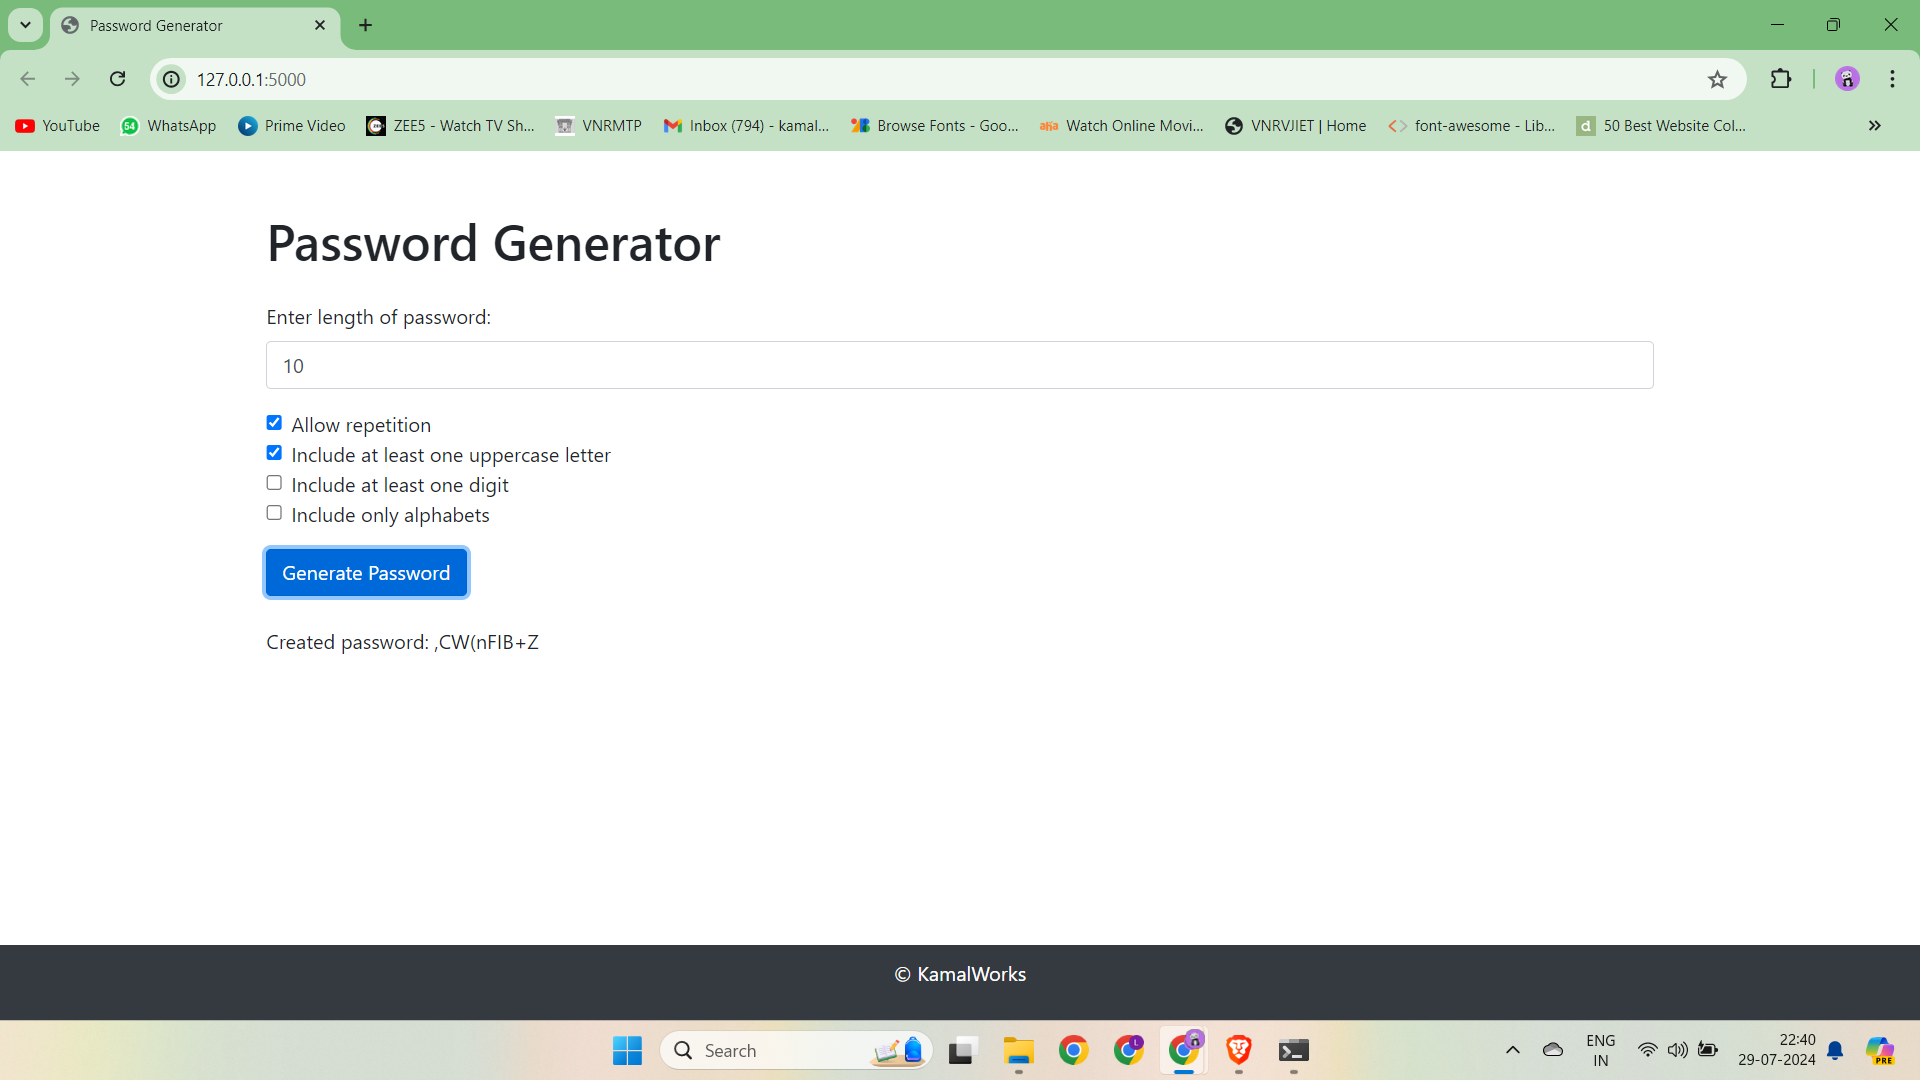 Password Generator
127.0.0.1:5000
YouTube
54
WhatsApp
Prime Video
ZEE5 - Watch TV Sh...
VNRMTP
Inbox (794) - kamal...
Browse Fonts - Goo...
aha
Watch Online Movi...
VNRVJIET | Home
font-awesome - Lib...
d
50 Best Website Col...
Password Generator
Enter length of password:
10
Allow repetition
Include at least one uppercase letter
Include at least one digit
Include only alphabets
Generate Password
Created password: ,CW(nFIB+Z
© KamalWorks
Search
L
ENG
IN
22:40
29-07-2024
PRE